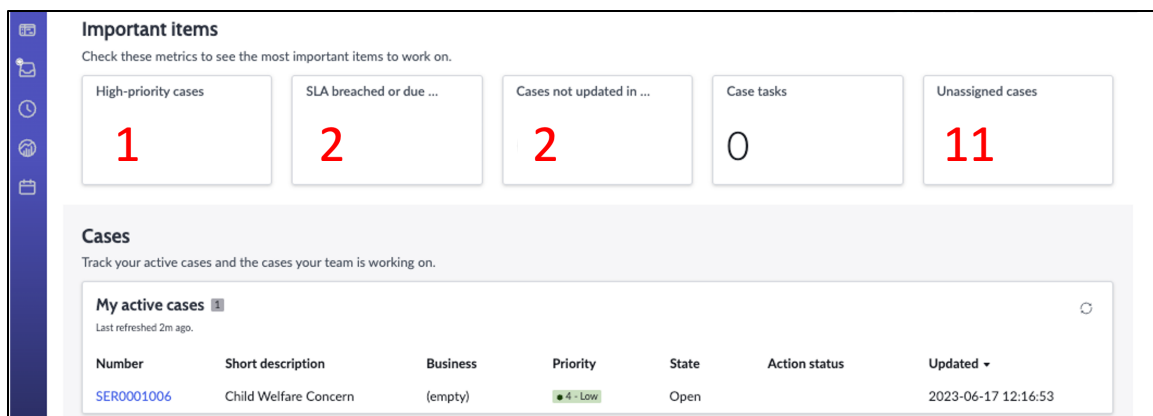 Important items
Check these metrics to see the most important items to work on.
High-priority cases SLA breached or due ... Cases not updated in ... Case tasks Unassigned cases
1 2 2 0 11
Cases
Track your active cases and the cases your team is working on.
My active cases 1
Last refreshed 2m ago.
Number Short description Business Priority State Action status Updated
SER0001006 Child Welfare Concern (empty) 4 - Low Open 2023-06-17 12:16:53